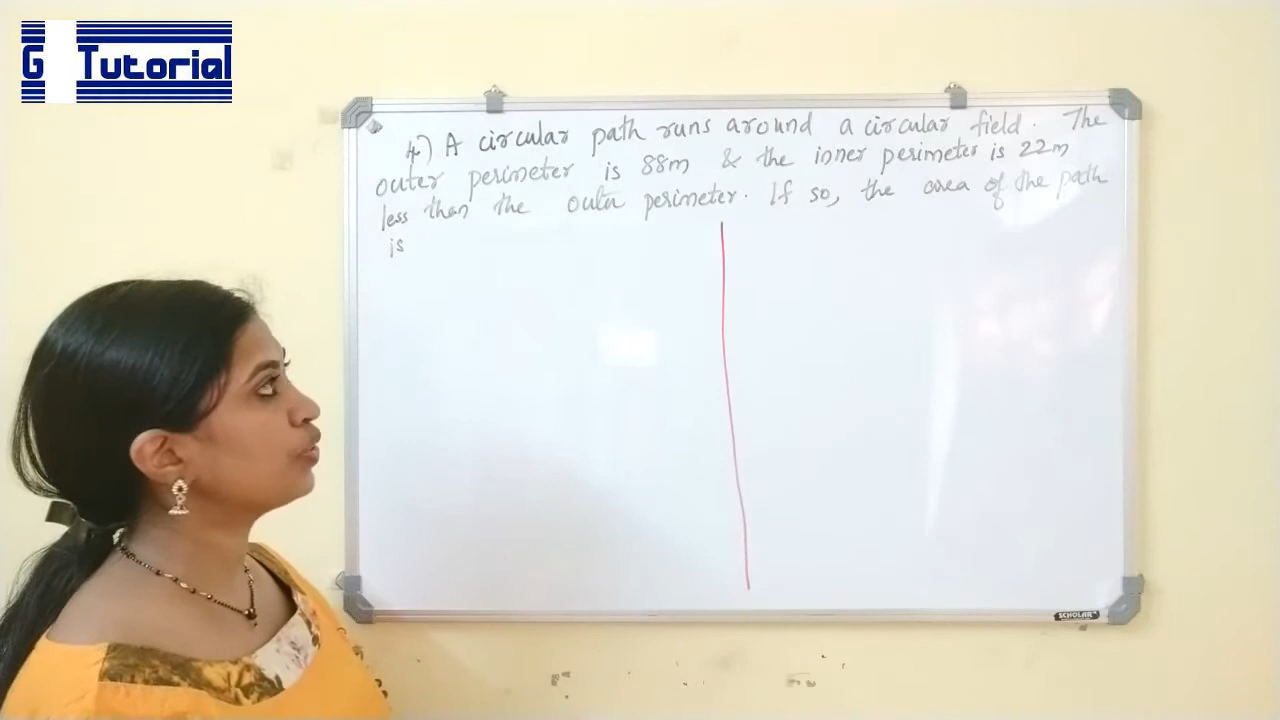 G Tutorial
4.) A circular path runs around a circular field. The
outer perimeter is 88m & the inner perimeter is 22m
less than the outer perimeter. If so, the area of the path
is
SCHOLAR